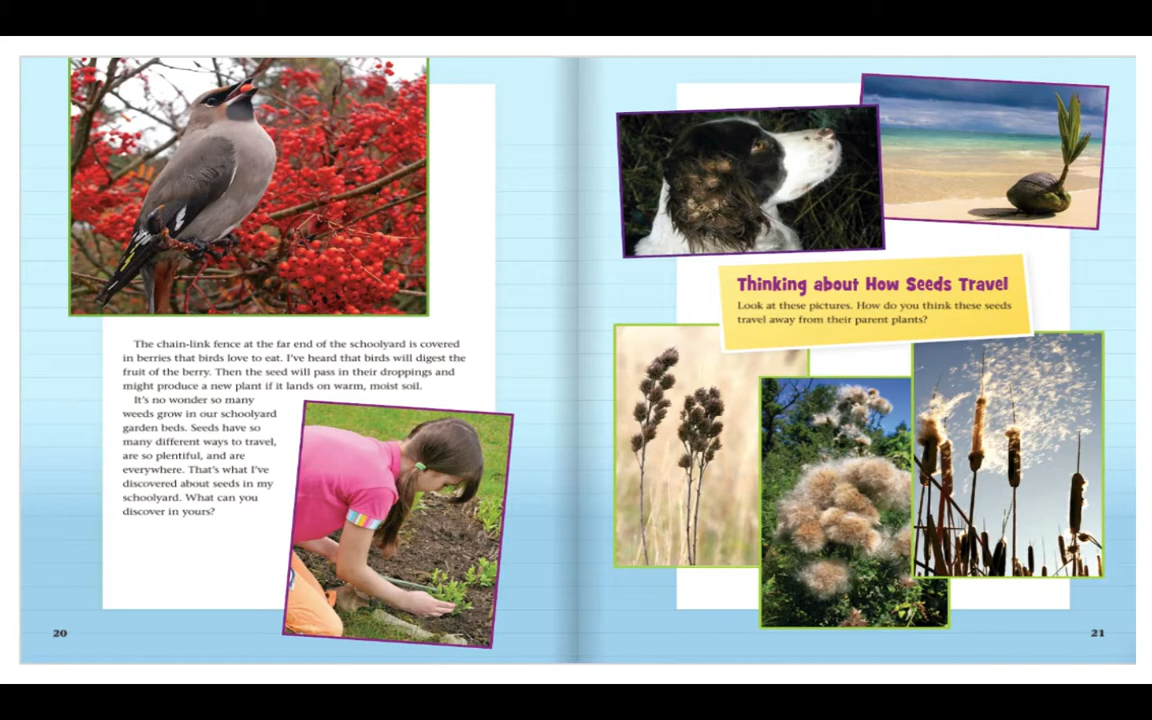 The chain-link fence at the far end of the schoolyard is covered
in berries that birds love to eat. I've heard that birds will digest the
fruit of the berry. Then the seed will pass in their droppings and
might produce a new plant if it lands on warm, moist soil.
It's no wonder so many
weeds grow in our schoolyard
garden beds. Seeds have so
many different ways to travel,
are so plentiful, and are
everywhere. That's what I've
discovered about seeds in my
schoolyard. What can you
discover in yours?
20
Thinking about How Seeds Travel
Look at these pictures. How do you think these seeds
travel away from their parent plants?
21